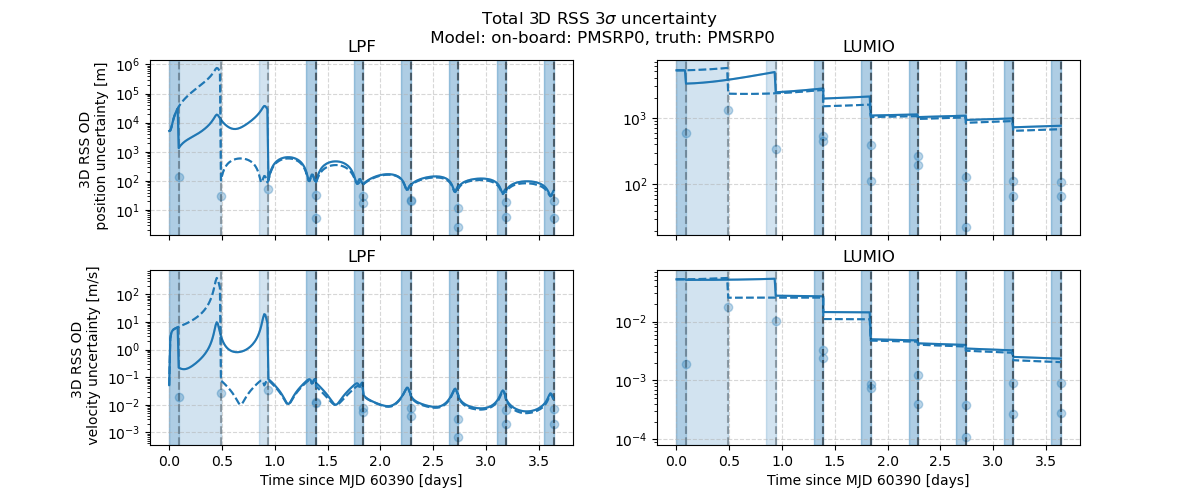 Total 3D RSS 3σ uncertainty
Model: on-board: PMSRP0, truth: PMSRP0
LPF
LUMIO
3D RSS OD
position uncertainty [m]
10⁶
10⁵
10⁴
10³
10²
10¹
10³
10²
LPF
LUMIO
3D RSS OD
velocity uncertainty [m/s]
10²
10¹
10⁰
10⁻¹
10⁻²
10⁻³
10⁻²
10⁻³
10⁻⁴
0.0 0.5 1.0 1.5 2.0 2.5 3.0 3.5
0.0 0.5 1.0 1.5 2.0 2.5 3.0 3.5
Time since MJD 60390 [days]
Time since MJD 60390 [days]